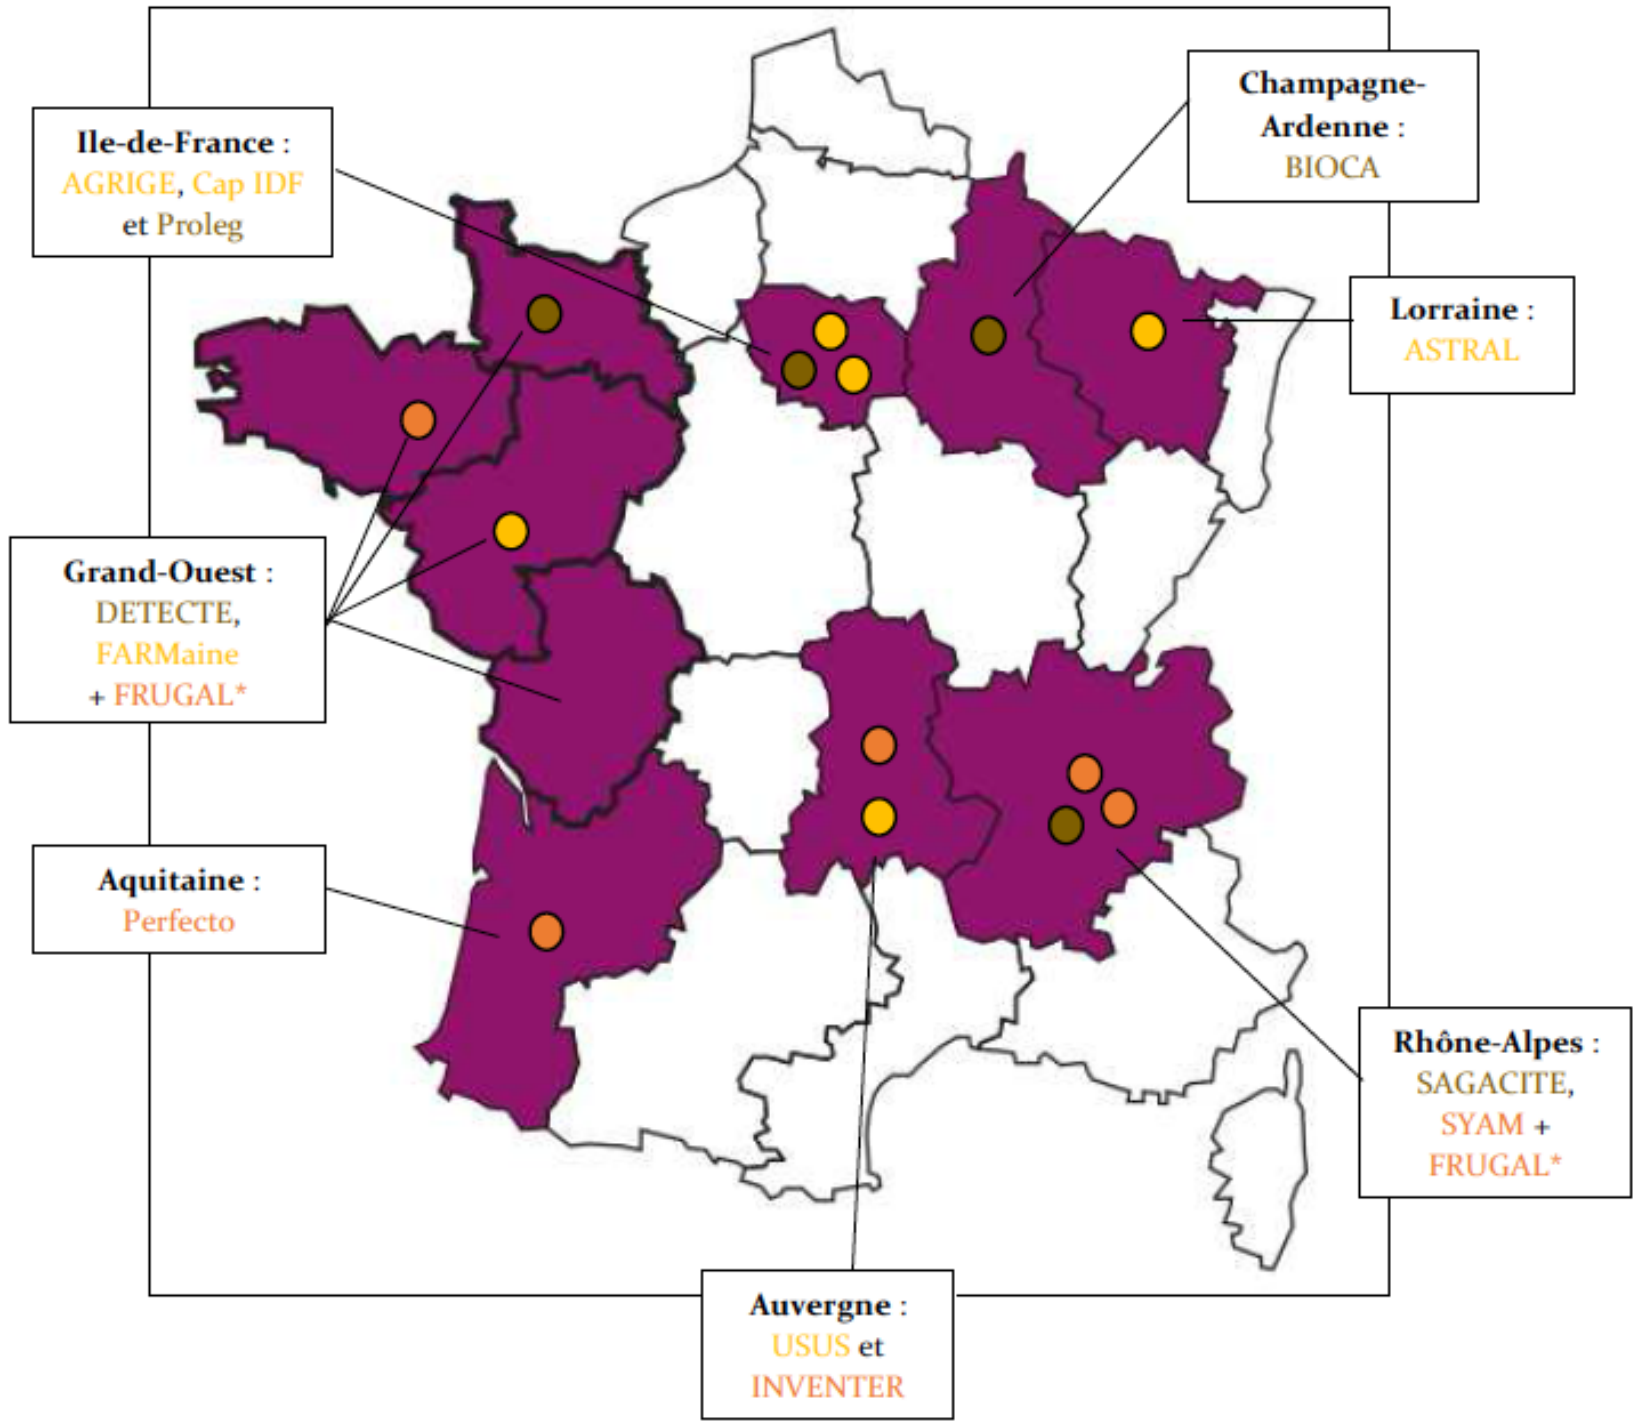 Champagne-
Ardenne :
BIOCA
Ile-de-France :
AGRIGE, Cap IDF
et Proleg
Lorraine :
ASTRAL
Grand-Ouest :
DETECTE,
FARMaine
+ FRUGAL*
Aquitaine :
Perfecto
Rhône-Alpes :
SAGACITE,
SYAM +
FRUGAL*
Auvergne :
USUS et
INVENTER